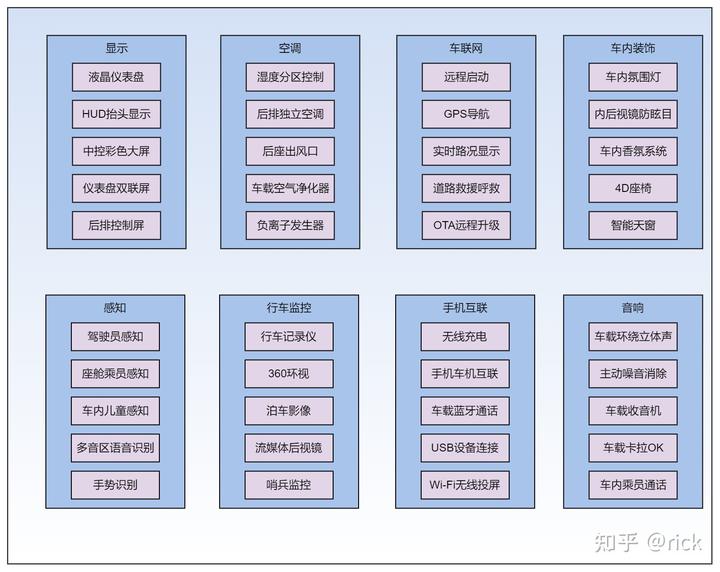 显示
液晶仪表盘
HUD抬头显示
中控彩色大屏
仪表盘双联屏
后排控制屏
空调
湿度分区控制
后排独立空调
后座出风口
车载空气净化器
负离子发生器
车联网
远程启动
GPS导航
实时路况显示
道路救援呼救
OTA远程升级
车内装饰
车内氛围灯
内后视镜防眩目
车内香氛系统
4D座椅
智能天窗
感知
驾驶员感知
座舱乘员感知
车内儿童感知
多音区语音识别
手势识别
行车监控
行车记录仪
360环视
泊车影像
流媒体后视镜
哨兵监控
手机互联
无线充电
手机车机互联
车载蓝牙通话
USB设备连接
Wi-Fi无线投屏
音响
车载环绕立体声
主动噪音消除
车载收音机
车载卡拉OK
车内乘员通话
知乎 @rick